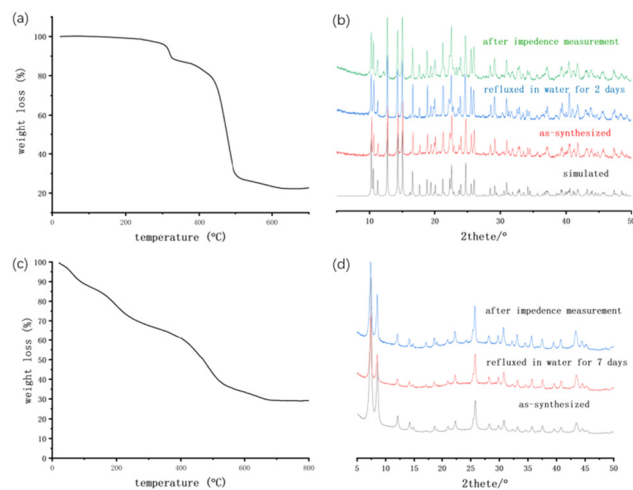 (a)
weight loss (%)
100
80
60
40
20
0
200
400
600
temperature (°C)
(b)
after impedence measurement
refluxed in water for 2 days
as-synthesized
simulated
10
20
30
40
50
2thete/°
(c)
weight loss (%)
100
90
80
70
60
50
40
30
20
10
0
0
200
400
600
800
temperature (°C)
(d)
after impedence measurement
refluxed in water for 7 days
as-synthesized
5
10
15
20
25
30
35
40
45
50
2theta/°